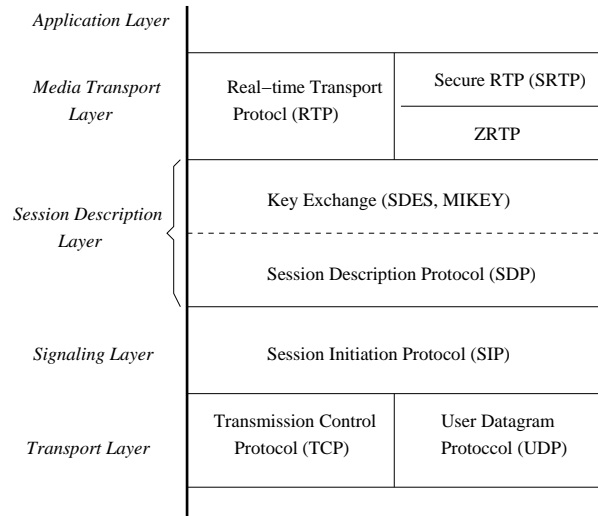 Application Layer
Media Transport
Layer
Real−time Transport
Protocl (RTP)
Secure RTP (SRTP)
ZRTP
Session Description
Layer
Key Exchange (SDES, MIKEY)
Session Description Protocol (SDP)
Signaling Layer
Session Initiation Protocol (SIP)
Transport Layer
Transmission Control
Protocol (TCP)
User Datagram
Protoccol (UDP)